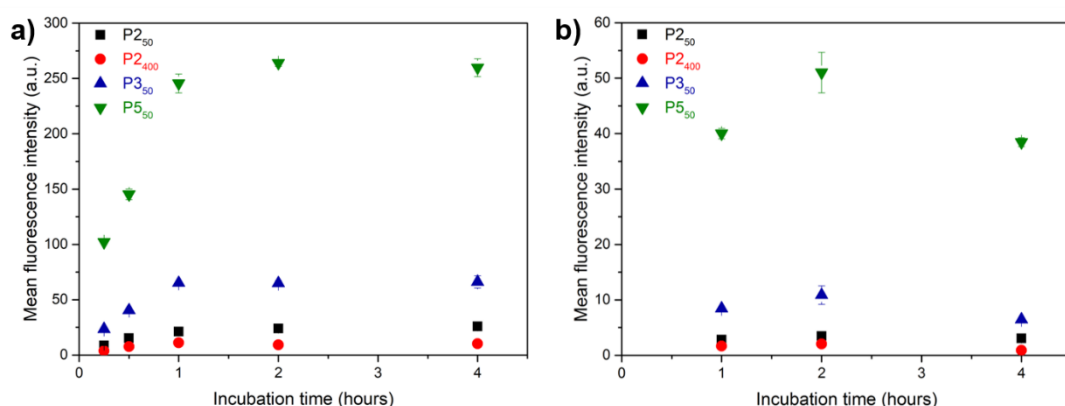 a)
P2₅₀
P2₄₀₀
P3₅₀
P5₅₀
300
250
200
150
100
50
0
0 1 2 3 4
Mean fluorescence intensity (a.u.)
Incubation time (hours)
b)
P2₅₀
P2₄₀₀
P3₅₀
P5₅₀
60
50
40
30
20
10
0
0 1 2 3 4
Mean fluorescence intensity (a.u.)
Incubation time (hours)